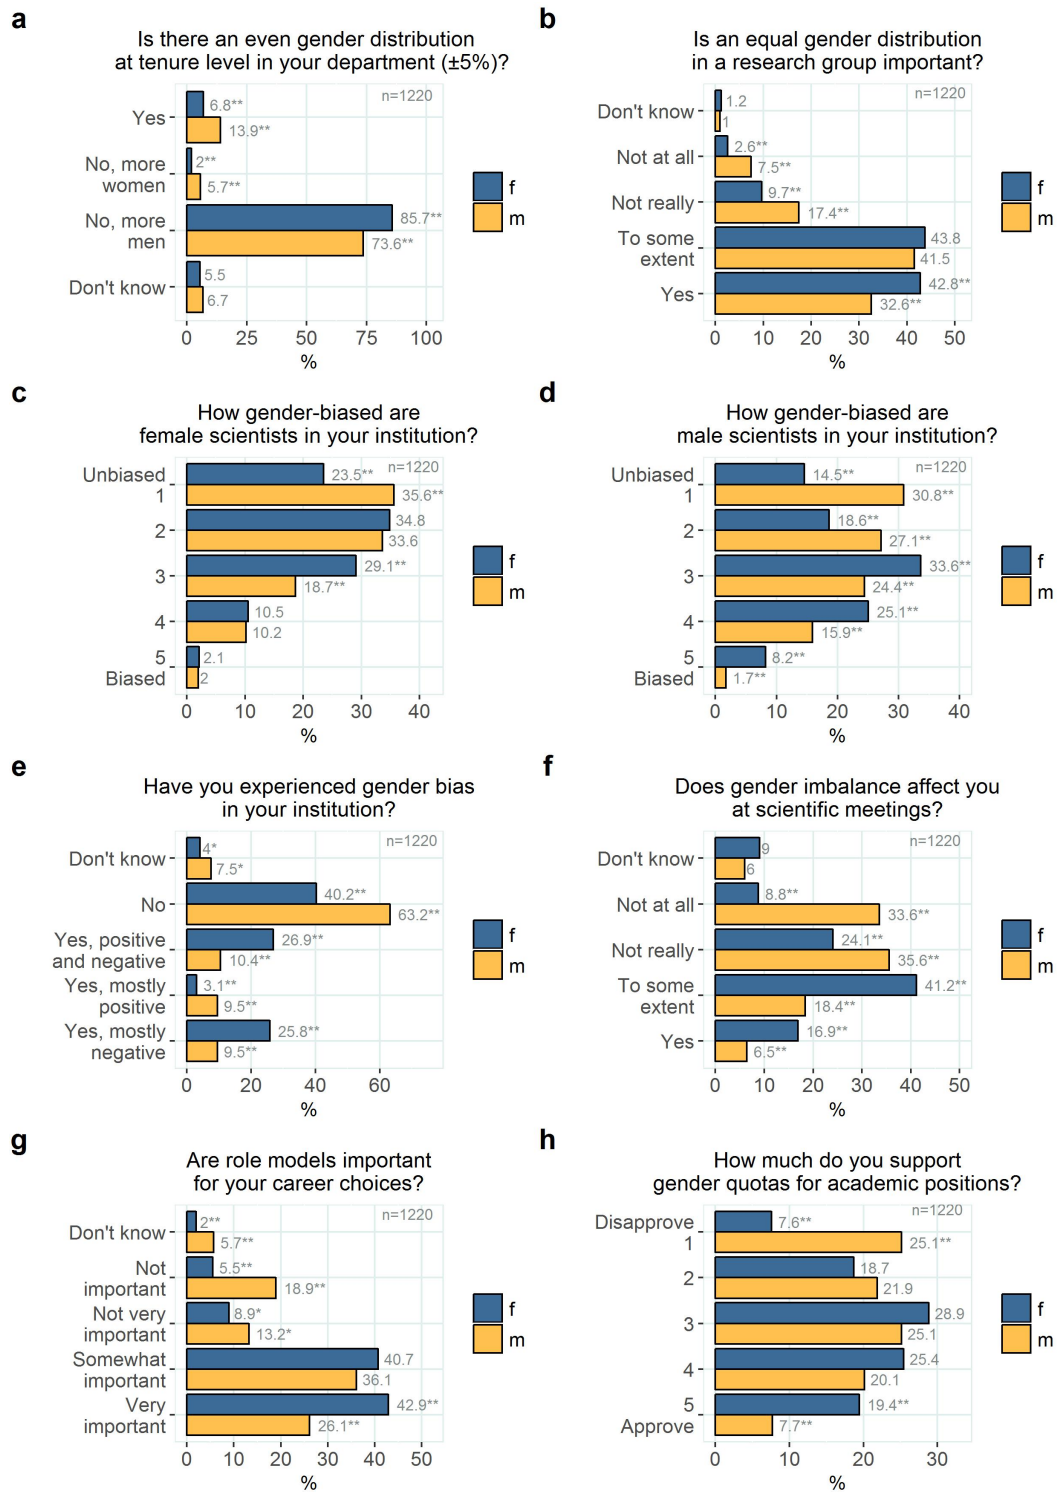 a
Is there an even gender distribution
at tenure level in your department (±5%)?
n=1220
Yes
6.8**
13.9**
No, more
women
2**
5.7**
No, more
men
85.7**
73.6**
Don't know
5.5
6.7
0 25 50 75 100
%
f
m
b
Is an equal gender distribution
in a research group important?
n=1220
Don't know
1.2
1
Not at all
2.6**
7.5**
Not really
9.7**
17.4**
To some
extent
43.8
41.5
Yes
42.8**
32.6**
0 10 20 30 40 50
%
f
m
c
How gender-biased are
female scientists in your institution?
n=1220
Unbiased
1
23.5**
35.6**
2
34.8
33.6
3
29.1**
18.7**
4
10.5
10.2
5
Biased
2.1
2
0 10 20 30 40
%
f
m
d
How gender-biased are
male scientists in your institution?
n=1220
Unbiased
1
14.5**
30.8**
2
18.6**
27.1**
3
33.6**
24.4**
4
25.1**
15.9**
5
Biased
8.2**
1.7**
0 10 20 30 40
%
f
m
e
Have you experienced gender bias
in your institution?
n=1220
Don't know
4*
7.5*
No
40.2**
63.2**
Yes, positive
and negative
26.9**
10.4**
Yes, mostly
positive
3.1**
9.5**
Yes, mostly
negative
25.8**
9.5**
0 20 40 60
%
f
m
f
Does gender imbalance affect you
at scientific meetings?
n=1220
Don't know
9
6
Not at all
8.8**
33.6**
Not really
24.1**
35.6**
To some
extent
41.2**
18.4**
Yes
16.9**
6.5**
0 10 20 30 40 50
%
f
m
g
Are role models important
for your career choices?
n=1220
Don't know
2**
5.7**
Not
important
5.5**
18.9**
Not very
important
8.9*
13.2*
Somewhat
important
40.7
36.1
Very
important
42.9**
26.1**
0 10 20 30 40 50
%
f
m
h
How much do you support
gender quotas for academic positions?
n=1220
Disapprove
1
7.6**
25.1**
2
18.7
21.9
3
28.9
25.1
4
25.4
20.1
5
Approve
19.4**
7.7**
0 10 20 30
%
f
m